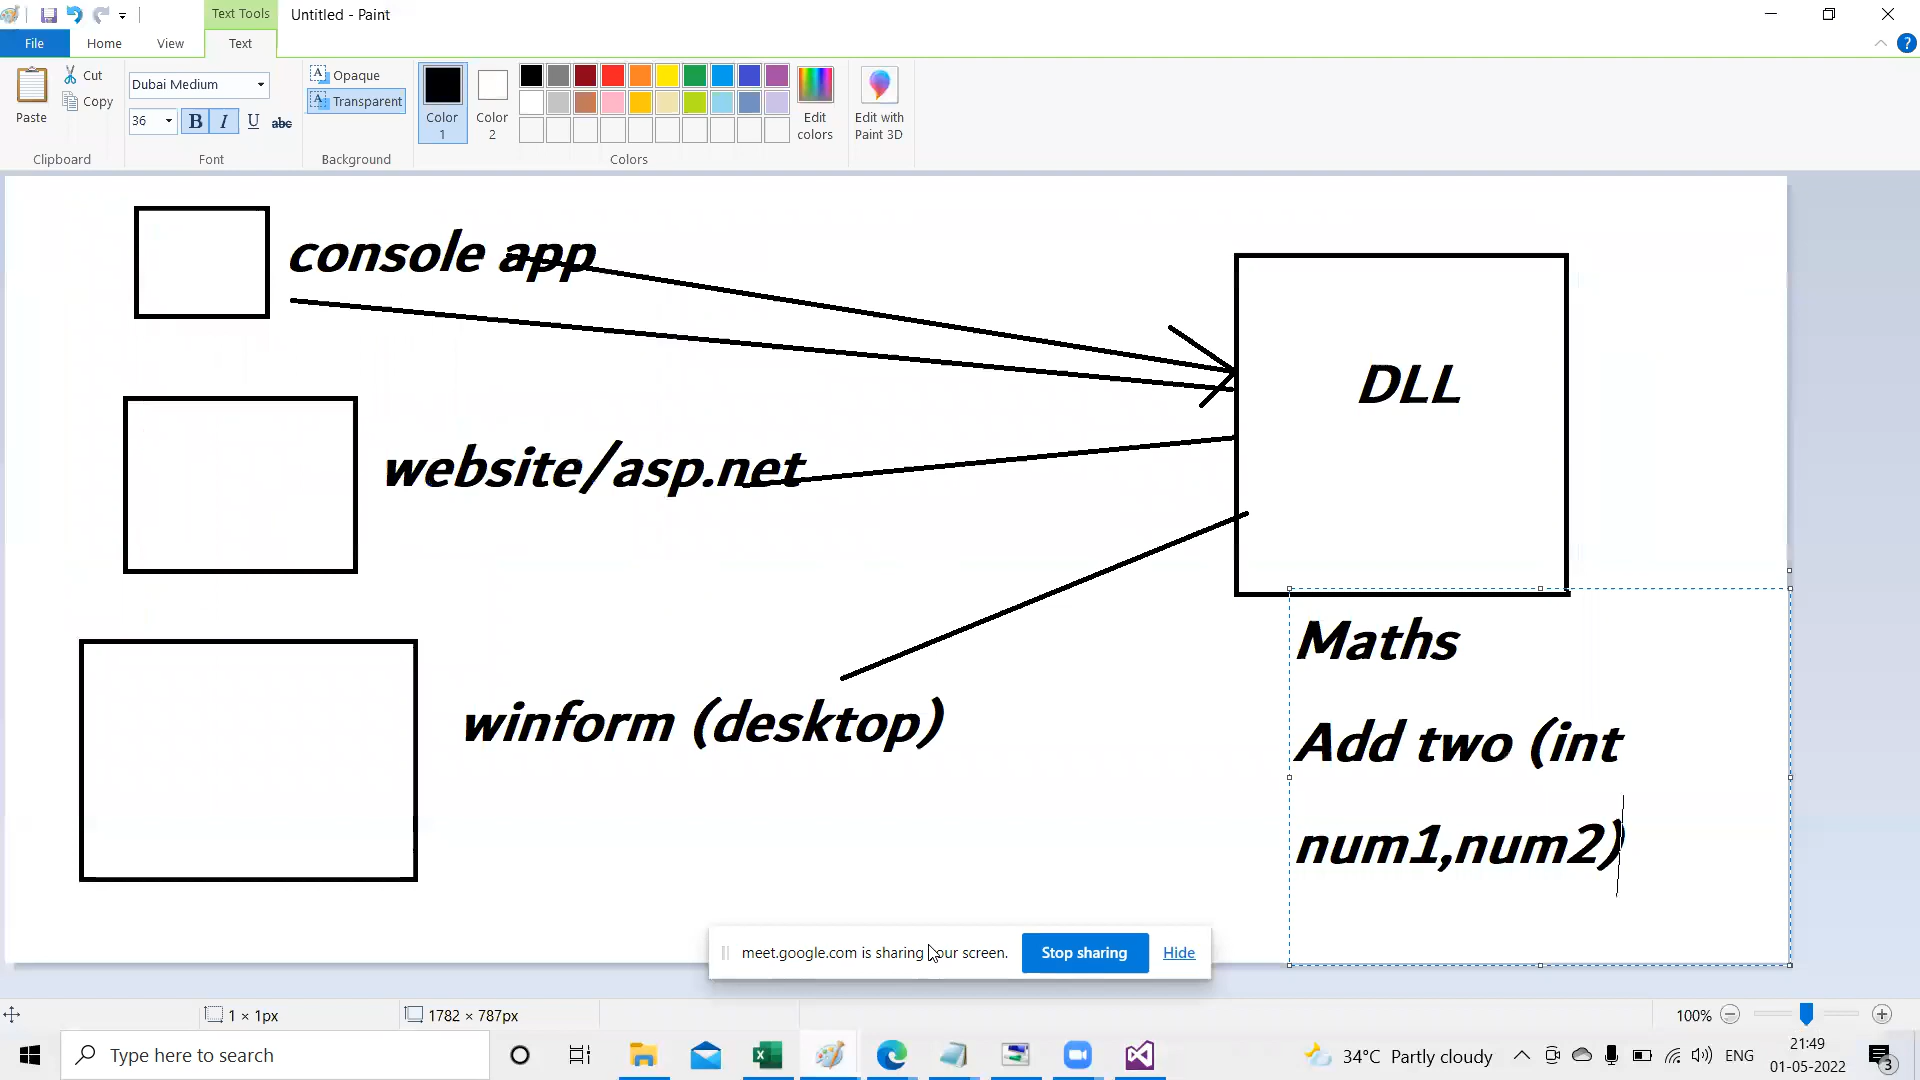 Text Tools
Untitled - Paint
File
Home
View
Text
Paste
Cut
Copy
Clipboard
Dubai Medium
36
B
I
U
abc
Font
Opaque
Transparent
Background
Color
1
Color
2
Edit
colors
Colors
Edit with
Paint 3D
console app
DLL
website/asp.net
winform (desktop)
Maths
Add two (int
num1,num2)
meet.google.com is sharing your screen.
Stop sharing
Hide
1 × 1px
1782 × 787px
100%
Type here to search
34°C Partly cloudy
ENG
21:49
01-05-2022
3